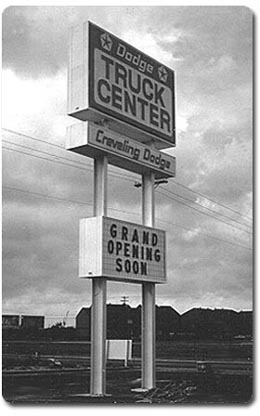 Dodge
TRUCK
CENTER
Creveling Dodge
GRAND
OPENING
SOON